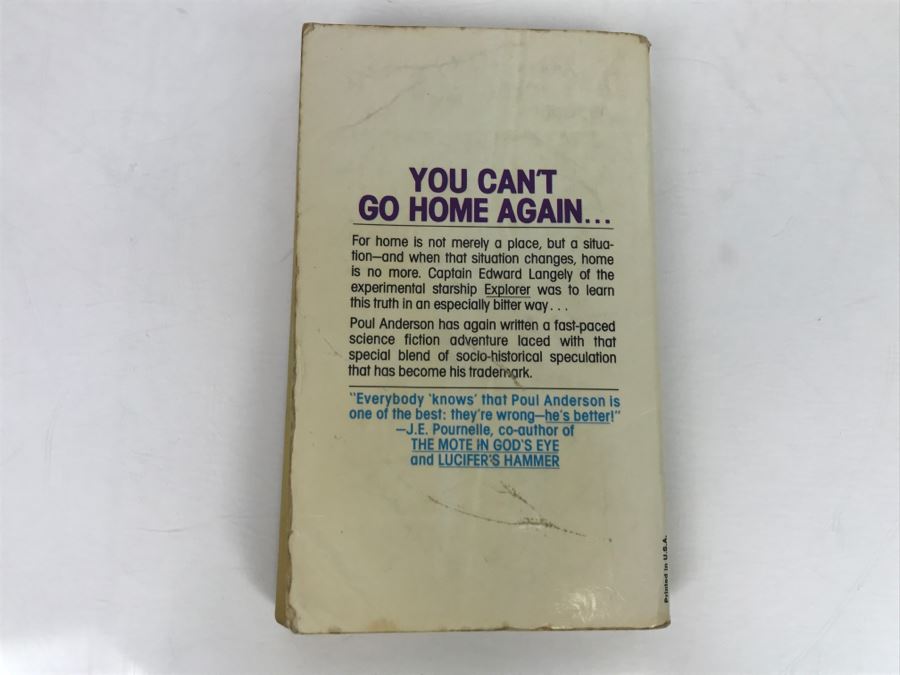 YOU CAN'T
GO HOME AGAIN...
For home is not merely a place, but a situa-
tion—and when that situation changes, home
is no more. Captain Edward Langely of the
experimental starship Explorer was to learn
this truth in an especially bitter way...
Poul Anderson has again written a fast-paced
science fiction adventure laced with that
special blend of socio-historical speculation
that has become his trademark.
"Everybody 'knows' that Poul Anderson is
one of the best: they're wrong—he's better!"
—J.E. Pournelle, co-author of
THE MOTE IN GOD'S EYE
and LUCIFER'S HAMMER
Printed in U.S.A.